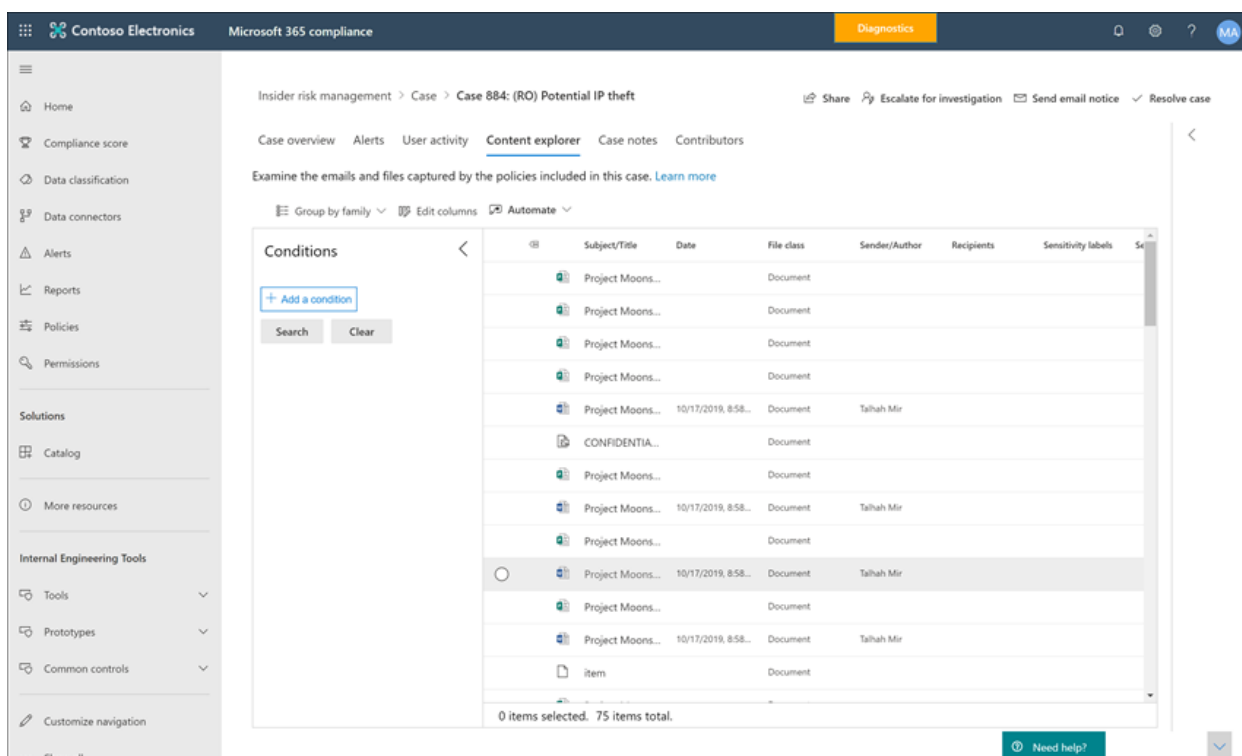 Contoso Electronics Microsoft 365 compliance Diagnostics ? MA
Home
Compliance score
Data classification
Data connectors
Alerts
Reports
Policies
Permissions
Solutions
Catalog
More resources
Internal Engineering Tools
Tools
Prototypes
Common controls
Customize navigation
Insider risk management > Case > Case 884: (RO) Potential IP theft
Share Escalate for investigation Send email notice Resolve case
Case overview Alerts User activity Content explorer Case notes Contributors
Examine the emails and files captured by the policies included in this case. Learn more
Group by family Edit columns Automate
Conditions
+ Add a condition
Search Clear
Subject/Title Date File class Sender/Author Recipients Sensitivity labels Se
Project Moons... Document
Project Moons... Document
Project Moons... Document
Project Moons... Document
Project Moons... 10/17/2019, 8:58... Document Talhah Mir
CONFIDENTIA... Document
Project Moons... Document
Project Moons... 10/17/2019, 8:58... Document Talhah Mir
Project Moons... Document
Project Moons... 10/17/2019, 8:58... Document Talhah Mir
Project Moons... Document
Project Moons... 10/17/2019, 8:58... Document Talhah Mir
item Document
0 items selected. 75 items total.
Need help?